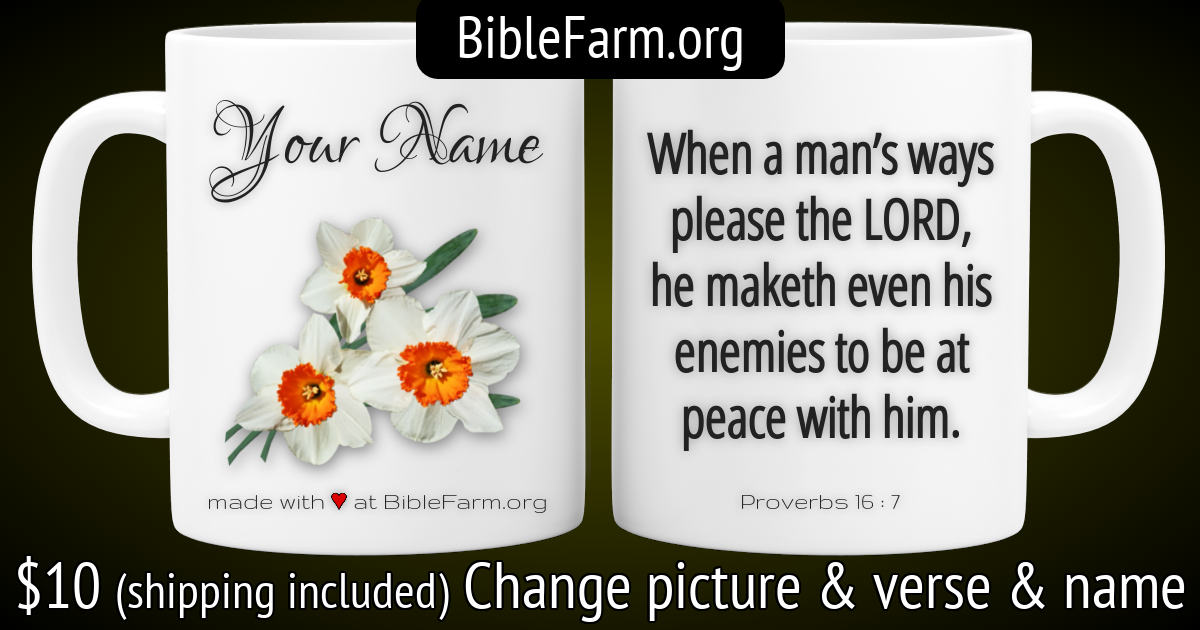 BibleFarm.org
Your Name
made with ♥ at BibleFarm.org
When a man’s ways
please the LORD,
he maketh even his
enemies to be at
peace with him.
Proverbs 16 : 7
$10 (shipping included) Change picture & verse & name